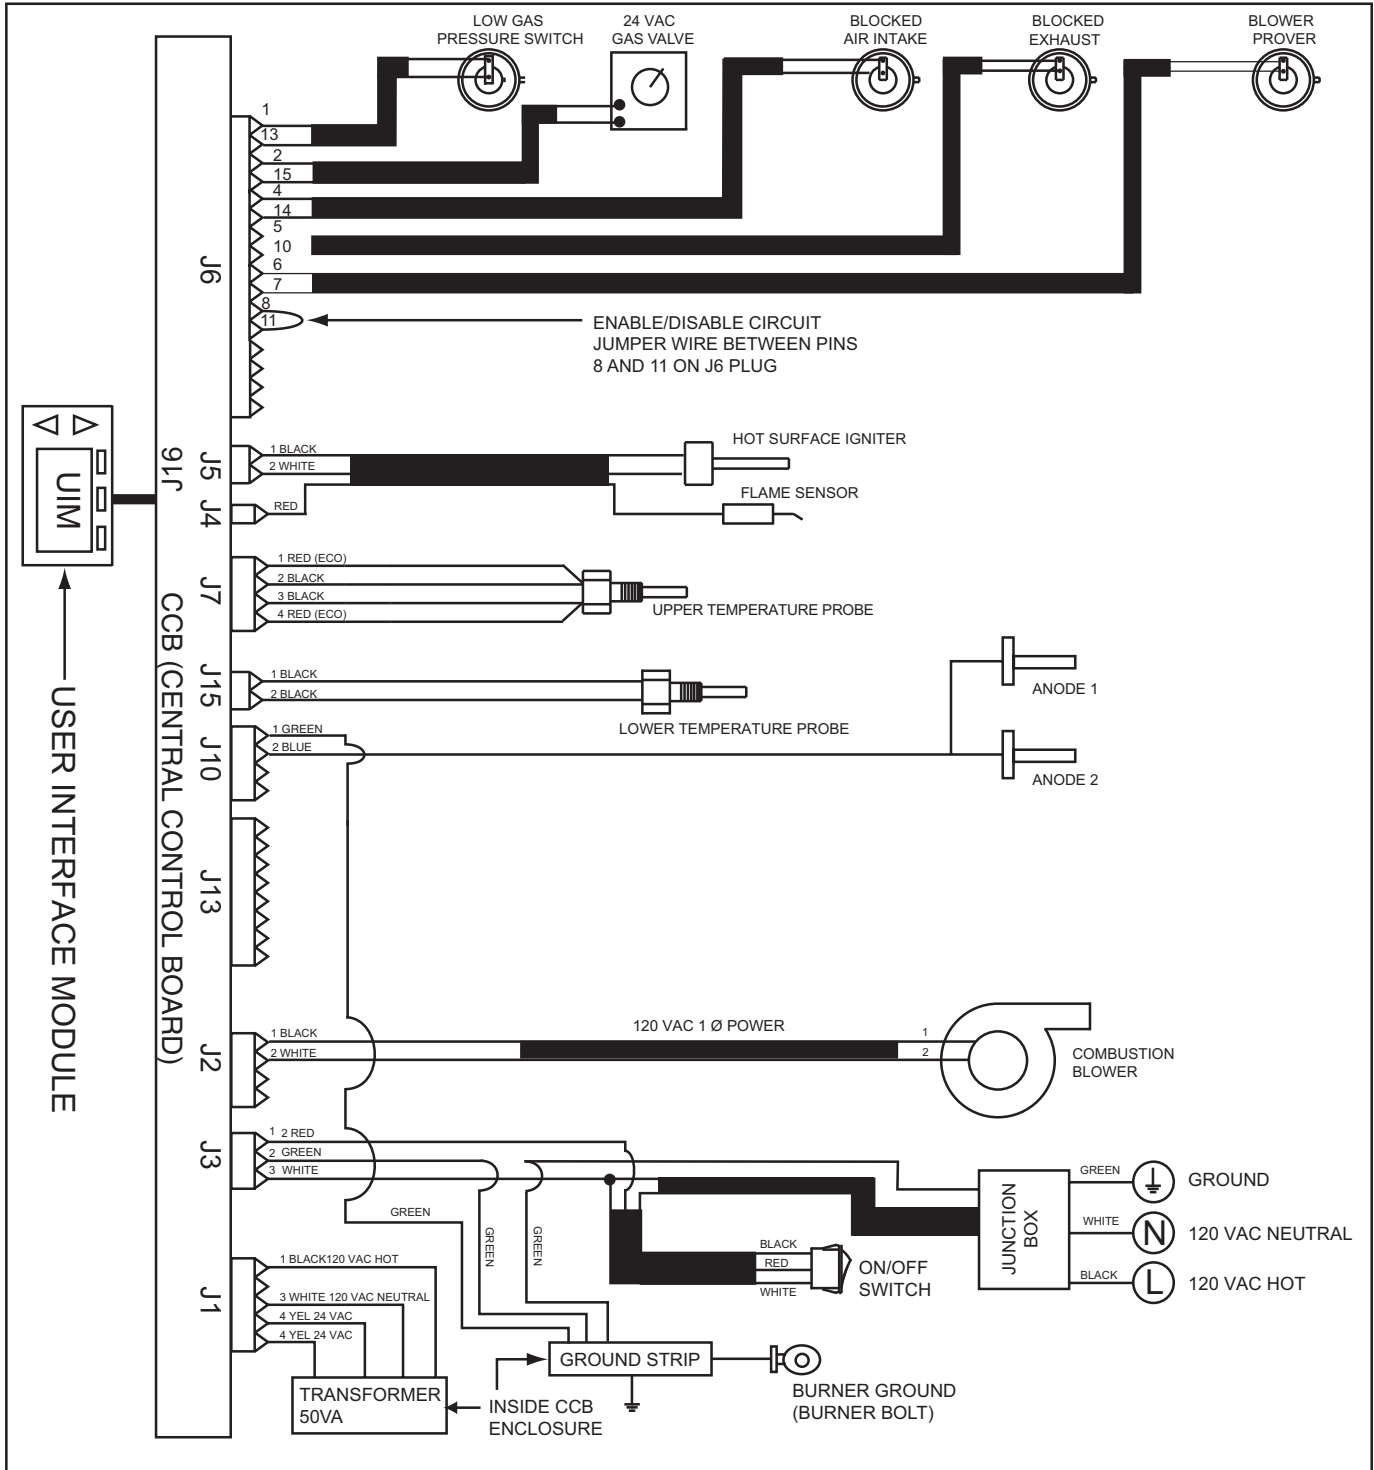 LOW GAS
PRESSURE SWITCH
24 VAC
GAS VALVE
BLOCKED
AIR INTAKE
BLOCKED
EXHAUST
BLOWER
PROVER
1
13
2
15
4
14
5
10
6
7
8
11
J6
ENABLE/DISABLE CIRCUIT
JUMPER WIRE BETWEEN PINS
8 AND 11 ON J6 PLUG
UIM
USER INTERFACE MODULE
J16
CCB (CENTRAL CONTROL BOARD)
J5
1 BLACK
2 WHITE
HOT SURFACE IGNITER
J4
RED
FLAME SENSOR
J7
1 RED (ECO)
2 BLACK
3 BLACK
4 RED (ECO)
UPPER TEMPERATURE PROBE
J15
1 BLACK
2 BLACK
LOWER TEMPERATURE PROBE
ANODE 1
J10
1 GREEN
2 BLUE
ANODE 2
J13
J2
1 BLACK
2 WHITE
120 VAC 1 Ø POWER
1
2
COMBUSTION
BLOWER
J3
1 2 RED
2 GREEN
3 WHITE
GREEN
GREEN
GREEN
BLACK
RED
WHITE
ON/OFF
SWITCH
JUNCTION
BOX
GREEN
GROUND
WHITE
N
120 VAC NEUTRAL
BLACK
L
120 VAC HOT
J1
1 BLACK120 VAC HOT
3 WHITE 120 VAC NEUTRAL
4 YEL 24 VAC
4 YEL 24 VAC
TRANSFORMER
50VA
INSIDE CCB
ENCLOSURE
GROUND STRIP
BURNER GROUND
(BURNER BOLT)